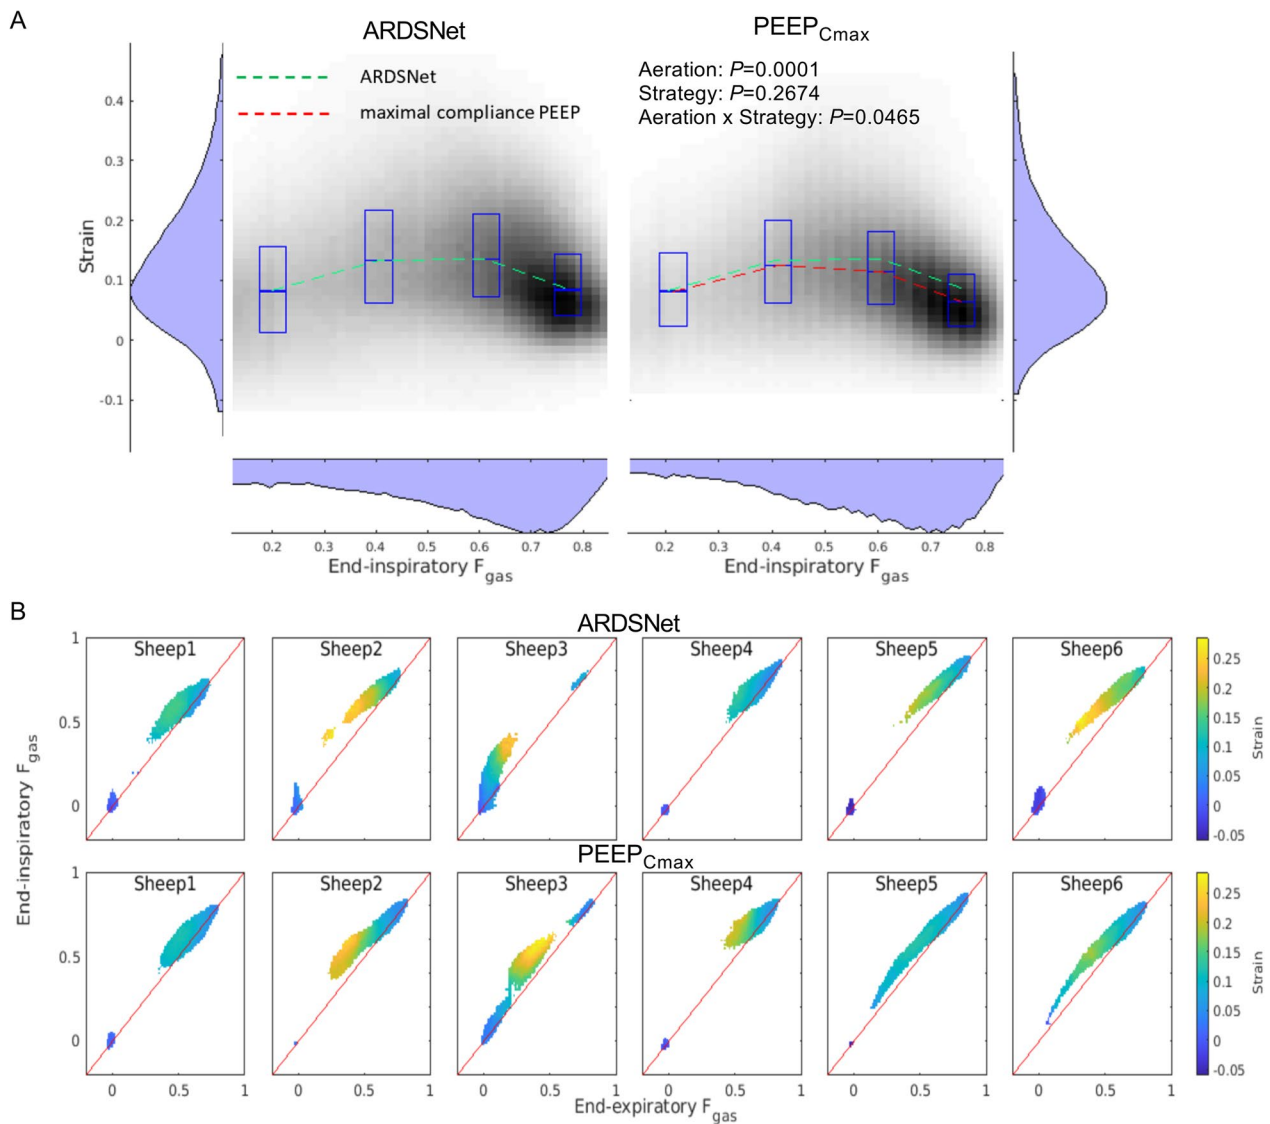 A
ARDSNet
PEEPCmax
ARDSNet
maximal compliance PEEP
Aeration: P=0.0001
Strategy: P=0.2674
Aeration x Strategy: P=0.0465
Strain
0.4
0.3
0.2
0.1
0
-0.1
0.2 0.3 0.4 0.5 0.6 0.7 0.8
End-inspiratory Fgas
0.2 0.3 0.4 0.5 0.6 0.7 0.8
End-inspiratory Fgas
B
ARDSNet
Sheep1 Sheep2 Sheep3 Sheep4 Sheep5 Sheep6
1
0.5
0
0.25
0.2
0.15
0.1
0.05
0
-0.05
Strain
End-inspiratory Fgas
PEEPCmax
Sheep1 Sheep2 Sheep3 Sheep4 Sheep5 Sheep6
1
0.5
0
0.25
0.2
0.15
0.1
0.05
0
-0.05
Strain
0 0.5 1 0 0.5 1 0 0.5 1 0 0.5 1 0 0.5 1 0 0.5 1
End-expiratory Fgas